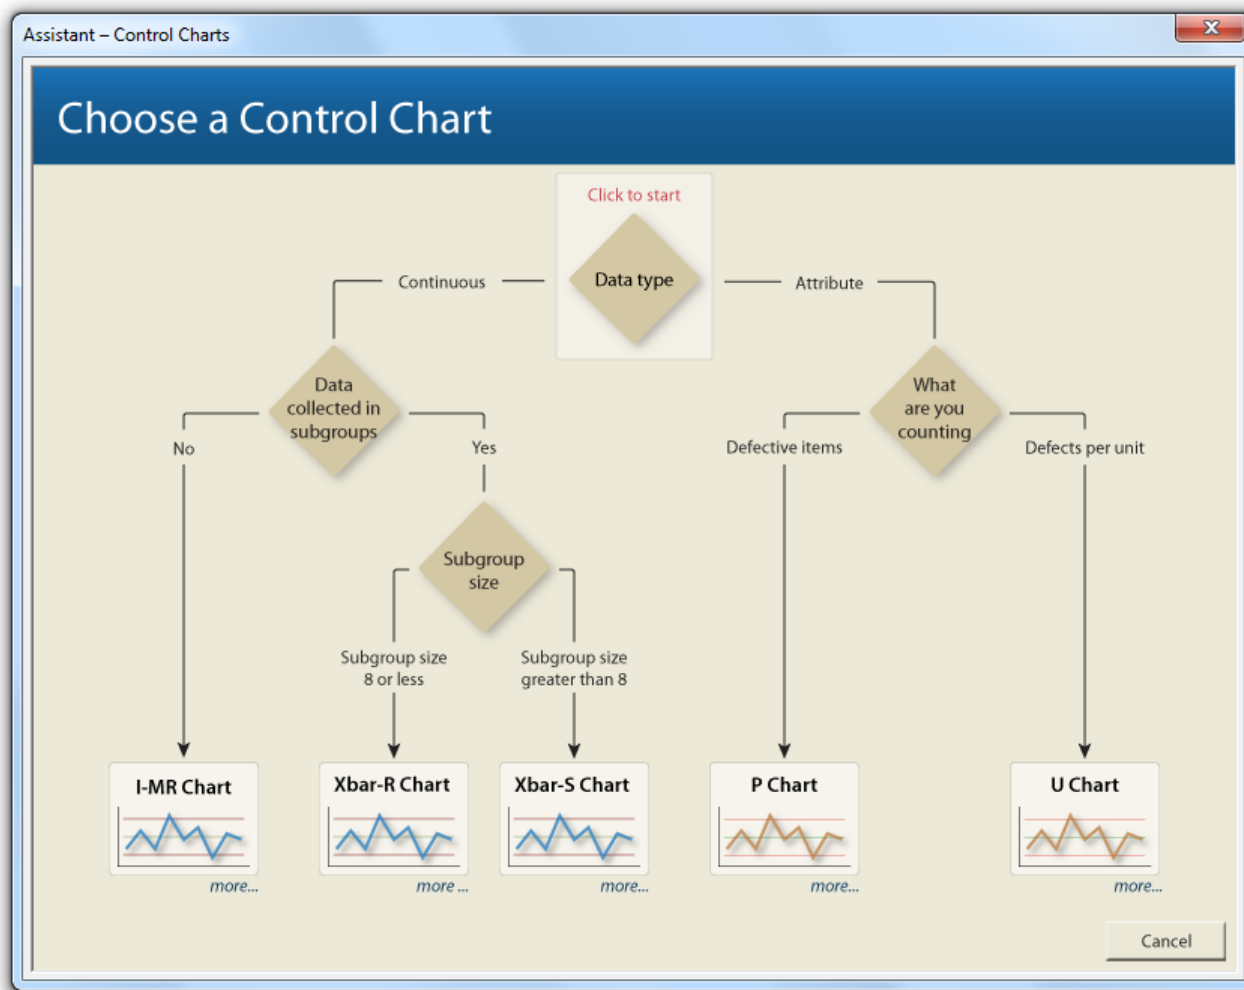 Assistant – Control Charts
Choose a Control Chart
Click to start
Data type
Continuous
Attribute
Data
collected in
subgroups
What
are you
counting
No
Yes
Defective items
Defects per unit
Subgroup
size
Subgroup size
8 or less
Subgroup size
greater than 8
I-MR Chart
Xbar-R Chart
Xbar-S Chart
P Chart
U Chart
more...
more ...
more...
more...
more...
Cancel